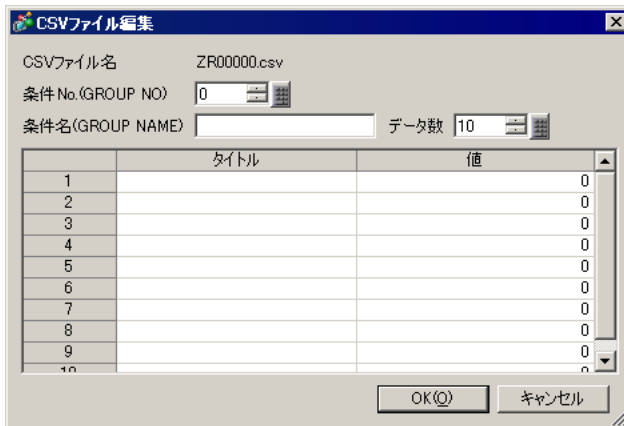 CSVファイル編集
CSVファイル名 ZR00000.csv
条件No.(GROUP NO) 0
条件名(GROUP NAME) データ数 10
タイトル 値
1 0
2 0
3 0
4 0
5 0
6 0
7 0
8 0
9 0
10 0
OK(O) キャンセル